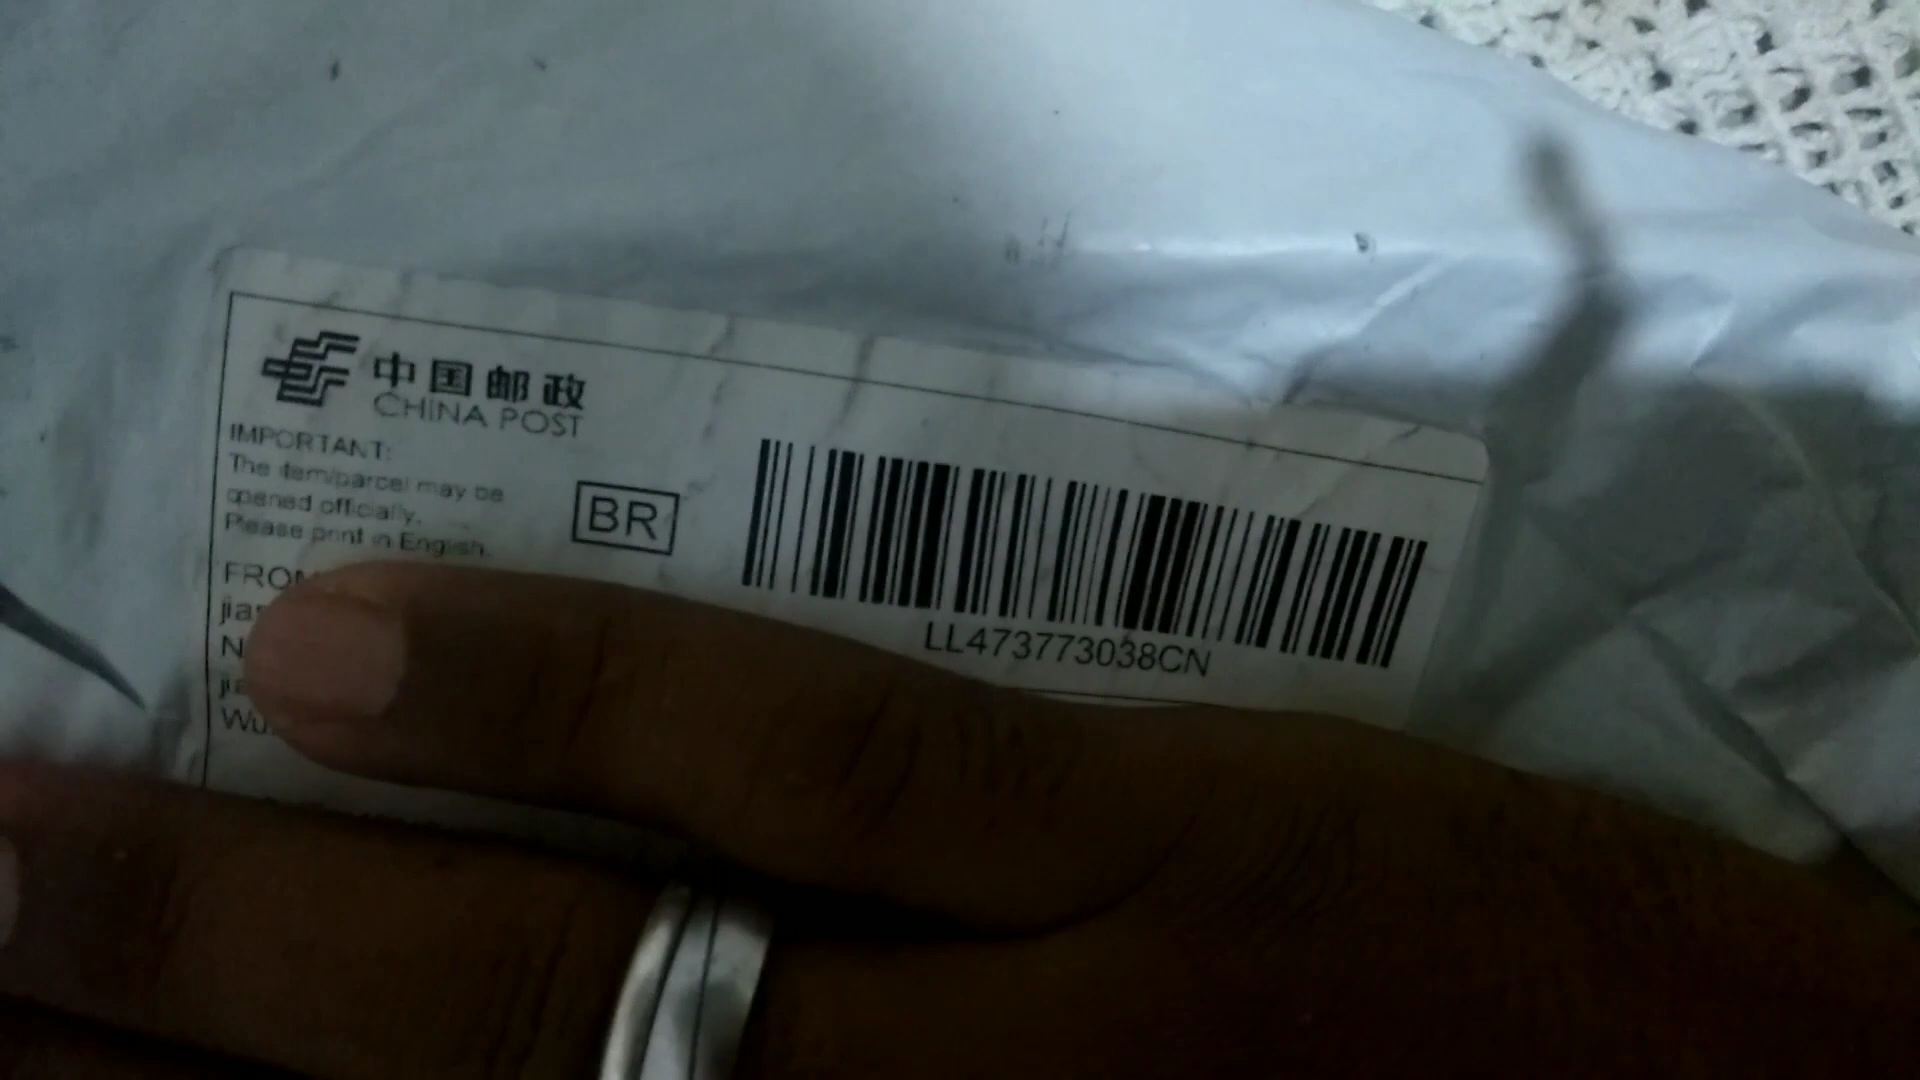 中国邮政
CHINA POST
IMPORTANT:
The item/parcel may be
opened officially.
Please print in English.
BR
LL473773038CN
FROM